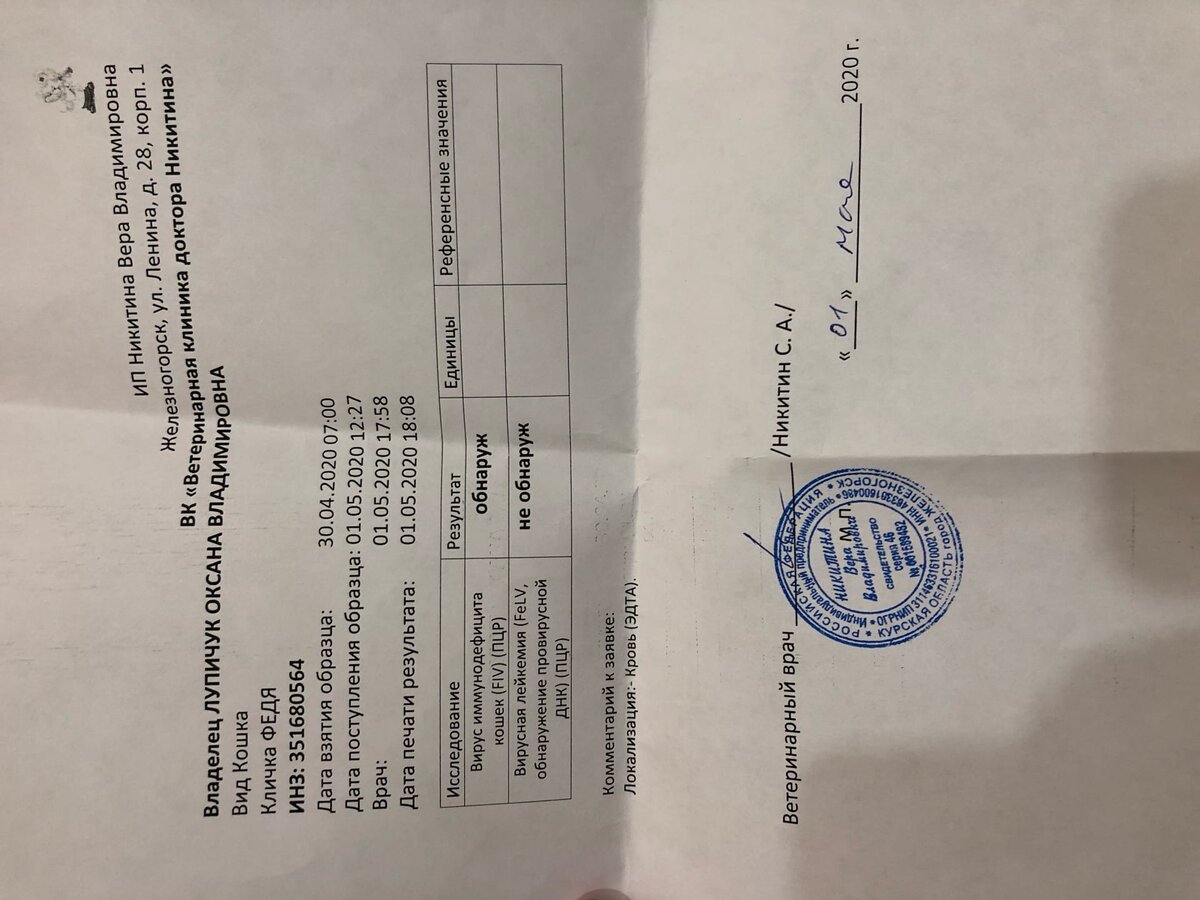 ИП Никитина Вера Владимировна
Железногорск, ул. Ленина, д. 28, корп. 1
ВК «Ветеринарная клиника доктора Никитина»
Владелец ЛУПИЧУК ОКСАНА ВЛАДИМИРОВНА
Вид Кошка
Кличка ФЕДЯ
ИНЗ: 351680564
Дата взятия образца: 30.04.2020 07:00
Дата поступления образца: 01.05.2020 12:27
Врач: 01.05.2020 17:58
Дата печати результата: 01.05.2020 18:08
Исследование Результат Единицы Референсные значения
Вирус иммунодефицита обнаруж
кошек (FIV) (ПЦР)
Вирусная лейкемия (FeLV, не обнаруж
обнаружение провирусной
ДНК) (ПЦР)
Комментарий к заявке:
Локализация:- Кровь (ЭДТА).
Ветеринарный врач /Никитин С. А./
М.П.
«01» мая 2020 г.
РОССИЙСКАЯ ФЕДЕРАЦИЯ
КУРСКАЯ ОБЛАСТЬ город ЖЕЛЕЗНОГОРСК
Индивидуальный предприниматель
НИКИТИНА
Вера
Владимировна
СВИДЕТЕЛЬСТВО
серия 46